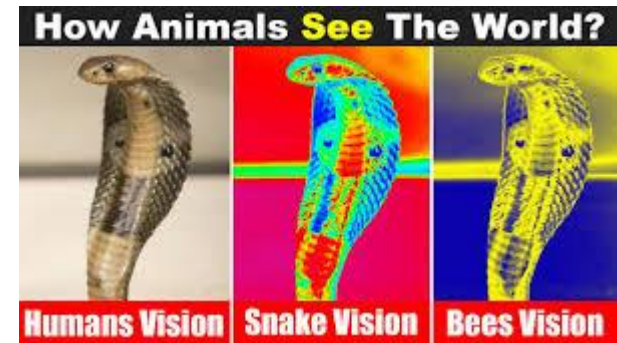 How Animals See The World?
Humans Vision
Snake Vision
Bees Vision